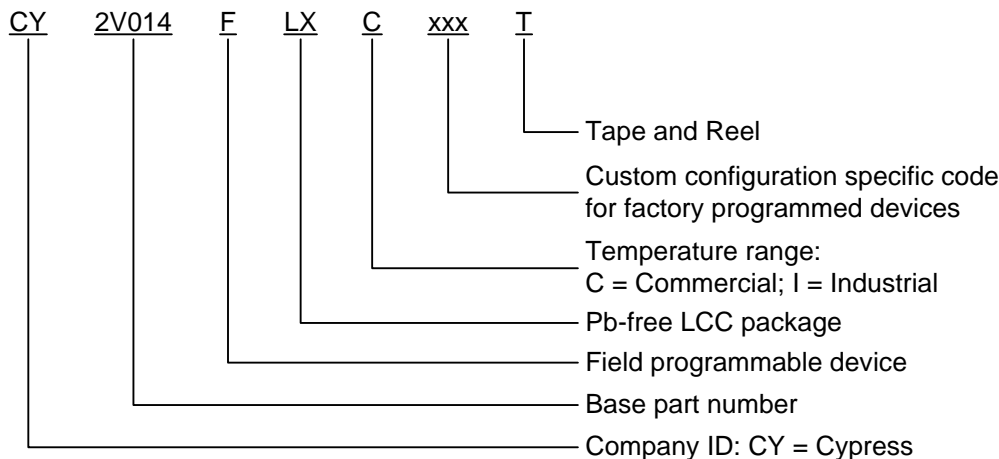 CY 2V014 F LX C xxx T
Tape and Reel
Custom configuration specific code
for factory programmed devices
Temperature range:
C = Commercial; I = Industrial
Pb-free LCC package
Field programmable device
Base part number
Company ID: CY = Cypress